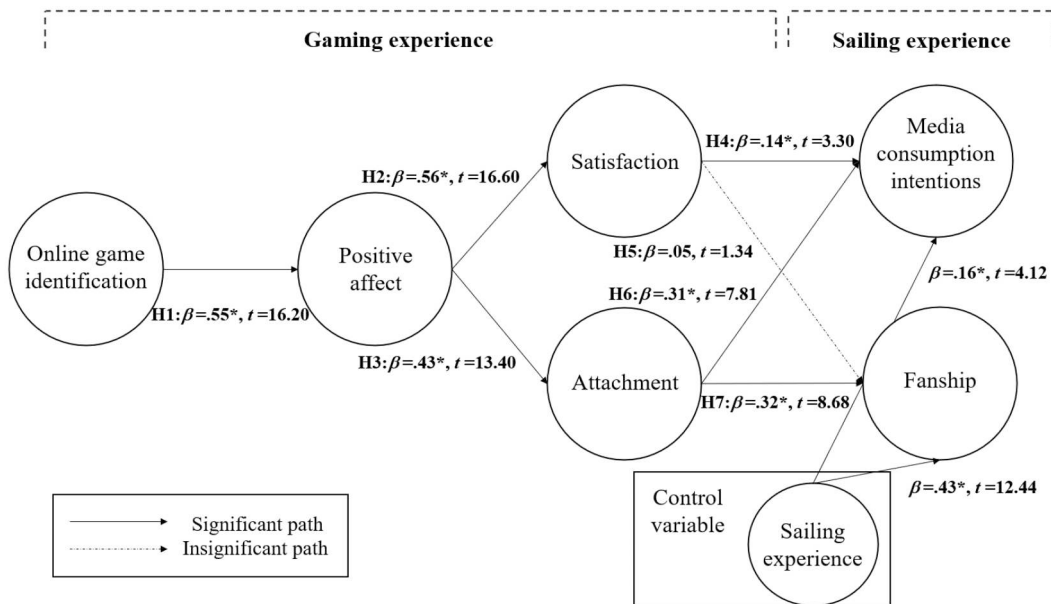 Gaming experience
Sailing experience
Online game
identification
H1:β=.55*, t=16.20
Positive
affect
H2:β=.56*, t=16.60
H3:β=.43*, t=13.40
Satisfaction
Attachment
H4:β=.14*, t=3.30
H5:β=.05, t=1.34
H6:β=.31*, t=7.81
H7:β=.32*, t=8.68
Media
consumption
intentions
β=.16*, t=4.12
Fanship
β=.43*, t=12.44
Control
variable
Sailing
experience
Significant path
Insignificant path